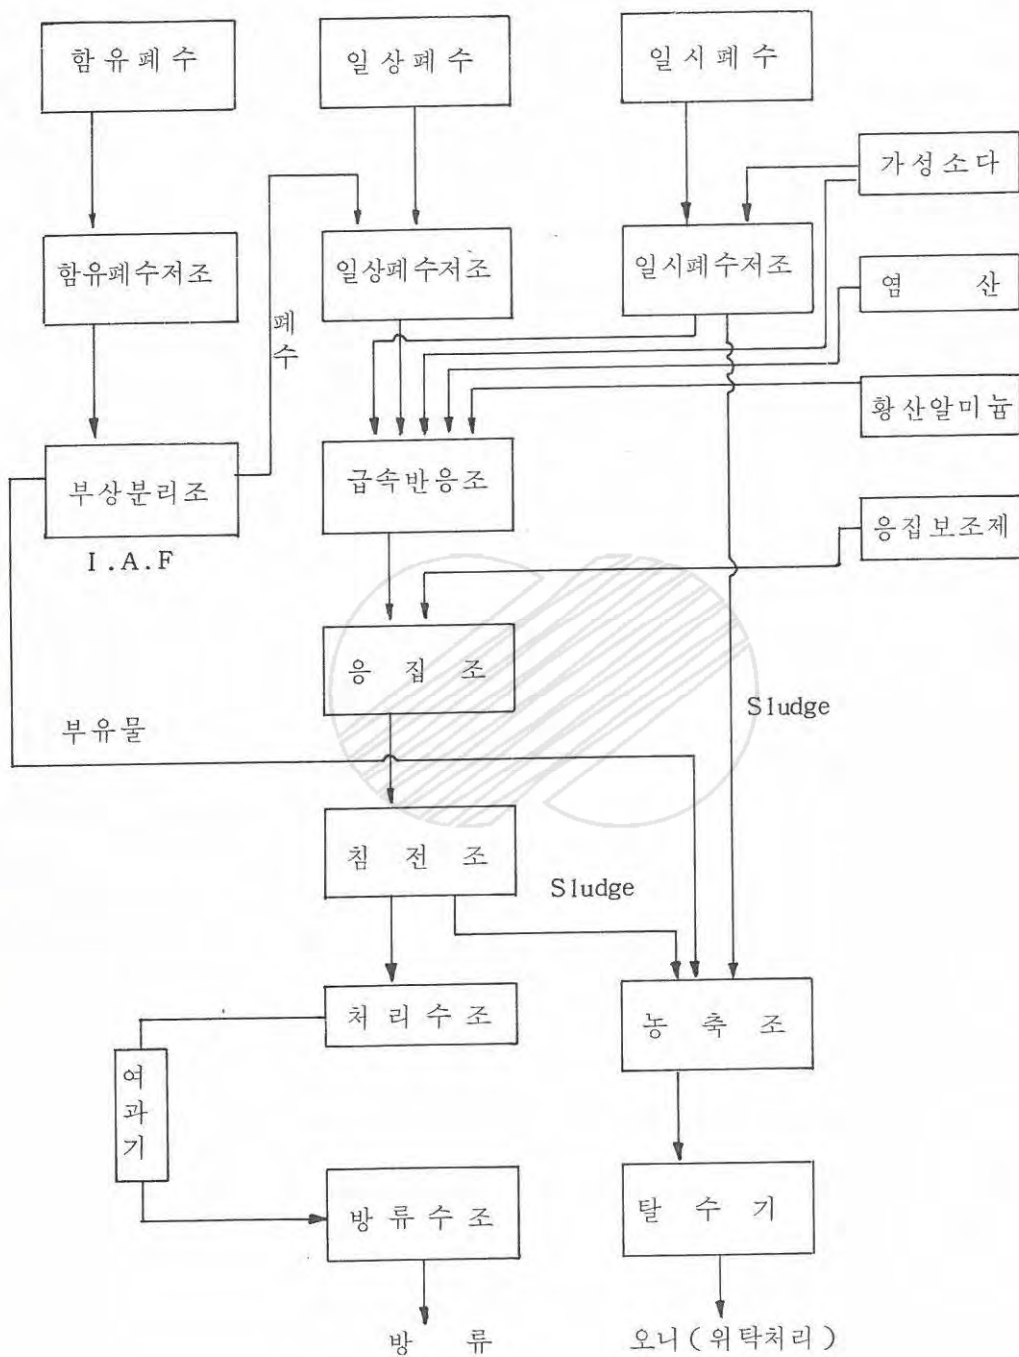 함유폐수
일상폐수
일시폐수
가성소다
함유폐수저조
일상폐수저조
일시폐수저조
염 산
폐수
황산알미늄
부상분리조
급속반응조
I.A.F
응집보조제
응 집 조
Sludge
부유물
침 전 조
Sludge
처리수조
농 축 조
여과기
방류수조
탈 수 기
방 류
오니(위탁처리)